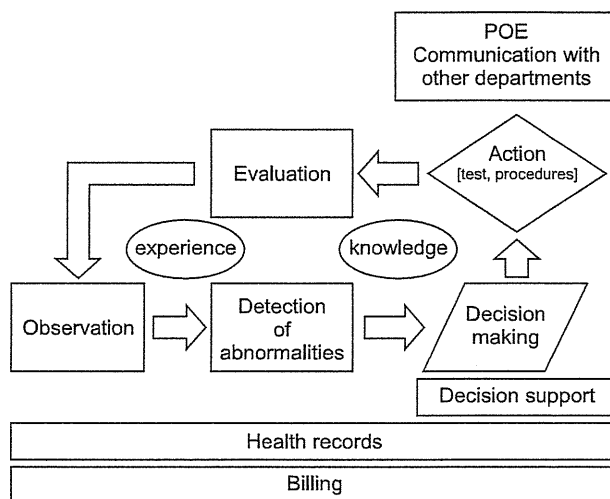 POE
Communication with
other departments
Evaluation
Action
[test, procedures]
experience
knowledge
Observation
Detection
of
abnormalities
Decision
making
Decision support
Health records
Billing